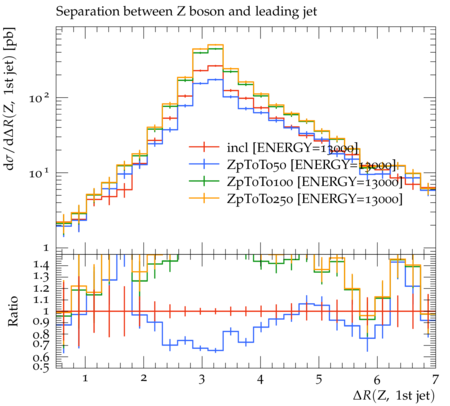 Separation between Z boson and leading jet
dσ/dΔR(Z, 1st jet) [pb]
10²
10¹
1
incl [ENERGY=13000]
ZpToTo50 [ENERGY=13000]
ZpToTo100 [ENERGY=13000]
ZpToTo250 [ENERGY=13000]
Ratio
1.4
1.3
1.2
1.1
1
0.9
0.8
0.7
0.6
0.5
1 2 3 4 5 6 7
ΔR(Z, 1st jet)